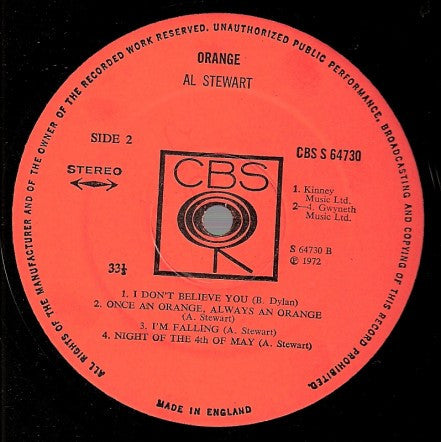 ALL RIGHTS OF THE MANUFACTURER AND OF THE OWNER OF THE RECORDED WORK RESERVED. UNAUTHORIZED PUBLIC PERFORMANCE, BROADCASTING AND COPYING OF THIS RECORD PROHIBITED.
ORANGE
AL STEWART
SIDE 2
CBS S 64730
STEREO
CBS
1. Kinney
Music Ltd.
2—4. Gwyneth
Music Ltd.
S 64730 B
℗ 1972
33⅓
1. I DON'T BELIEVE YOU (B. Dylan)
2. ONCE AN ORANGE, ALWAYS AN ORANGE
(A. Stewart)
3. I'M FALLING (A. Stewart)
4. NIGHT OF THE 4th OF MAY (A. Stewart)
MADE IN ENGLAND